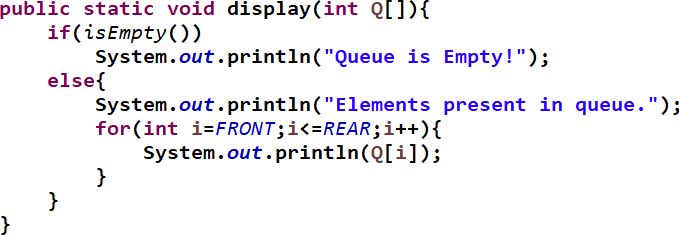 public static void display(int Q[]){
    if(isEmpty())
        System.out.println("Queue is Empty!");
    else{
        System.out.println("Elements present in queue.");
        for(int i=FRONT;i<=REAR;i++){
            System.out.println(Q[i]);
        }
    }
}